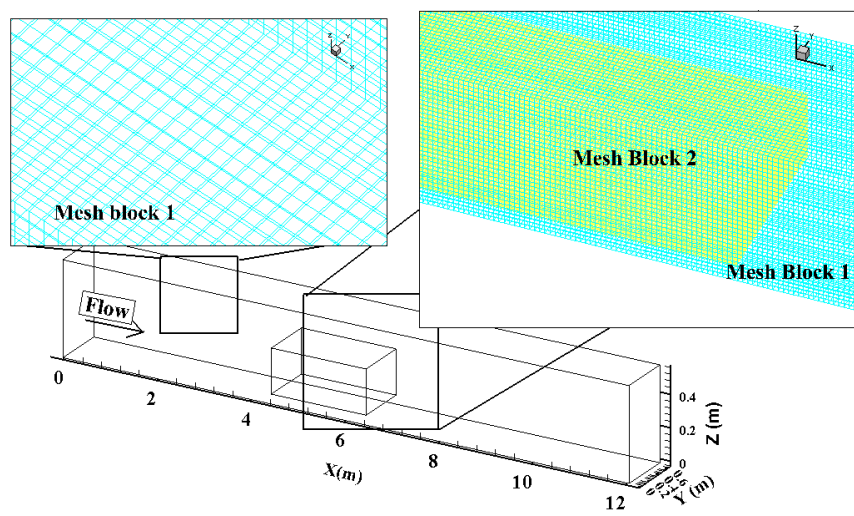 Z
Y
X
Mesh block 1
Z
Y
X
Mesh Block 2
Mesh Block 1
Flow
0
2
4
6
8
10
12
X(m)
0.4
0.2
0
Z (m)
Y (m)